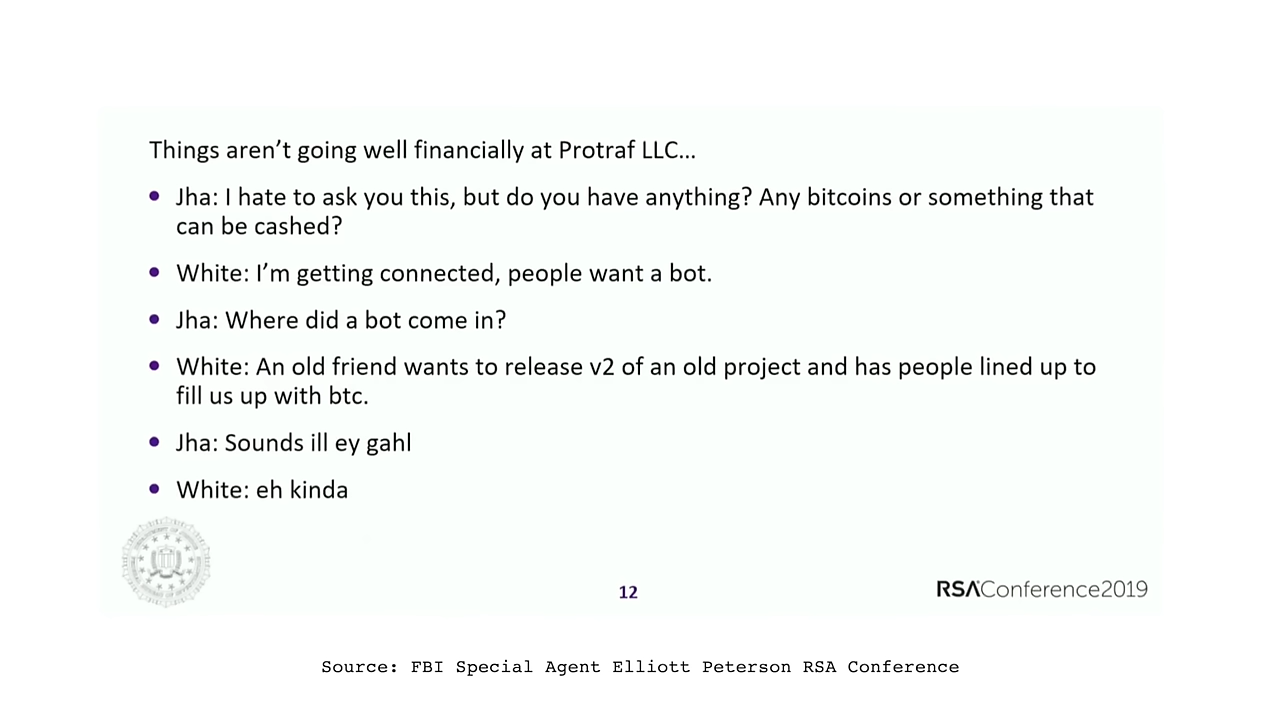 Things aren’t going well financially at Protraf LLC…
• Jha: I hate to ask you this, but do you have anything? Any bitcoins or something that
can be cashed?
• White: I’m getting connected, people want a bot.
• Jha: Where did a bot come in?
• White: An old friend wants to release v2 of an old project and has people lined up to
fill us up with btc.
• Jha: Sounds ill ey gahl
• White: eh kinda
12
RSAConference2019
Source: FBI Special Agent Elliott Peterson RSA Conference